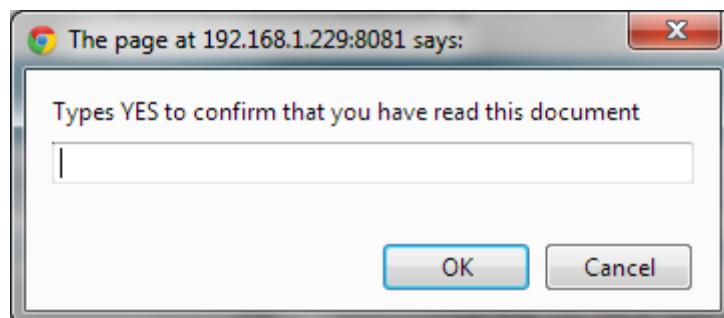 The page at 192.168.1.229:8081 says:
Types YES to confirm that you have read this document
OK Cancel